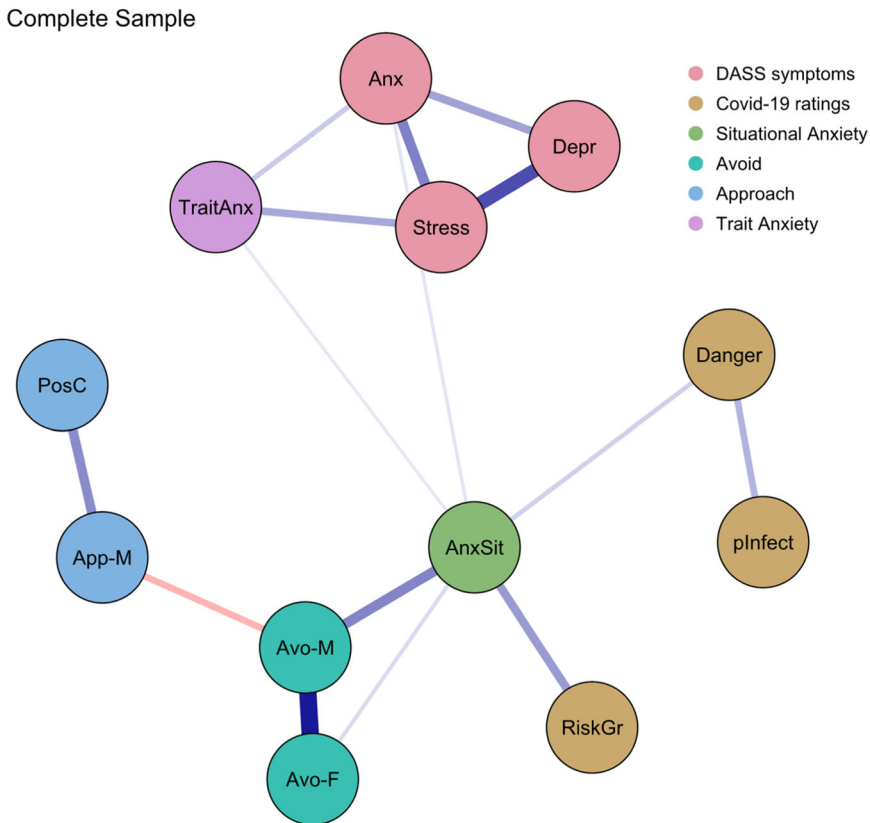 Complete Sample
Anx
DASS symptoms
Covid-19 ratings
Situational Anxiety
Avoid
Approach
Trait Anxiety
Depr
TraitAnx
Stress
Danger
PosC
pInfect
AnxSit
App-M
Avo-M
RiskGr
Avo-F